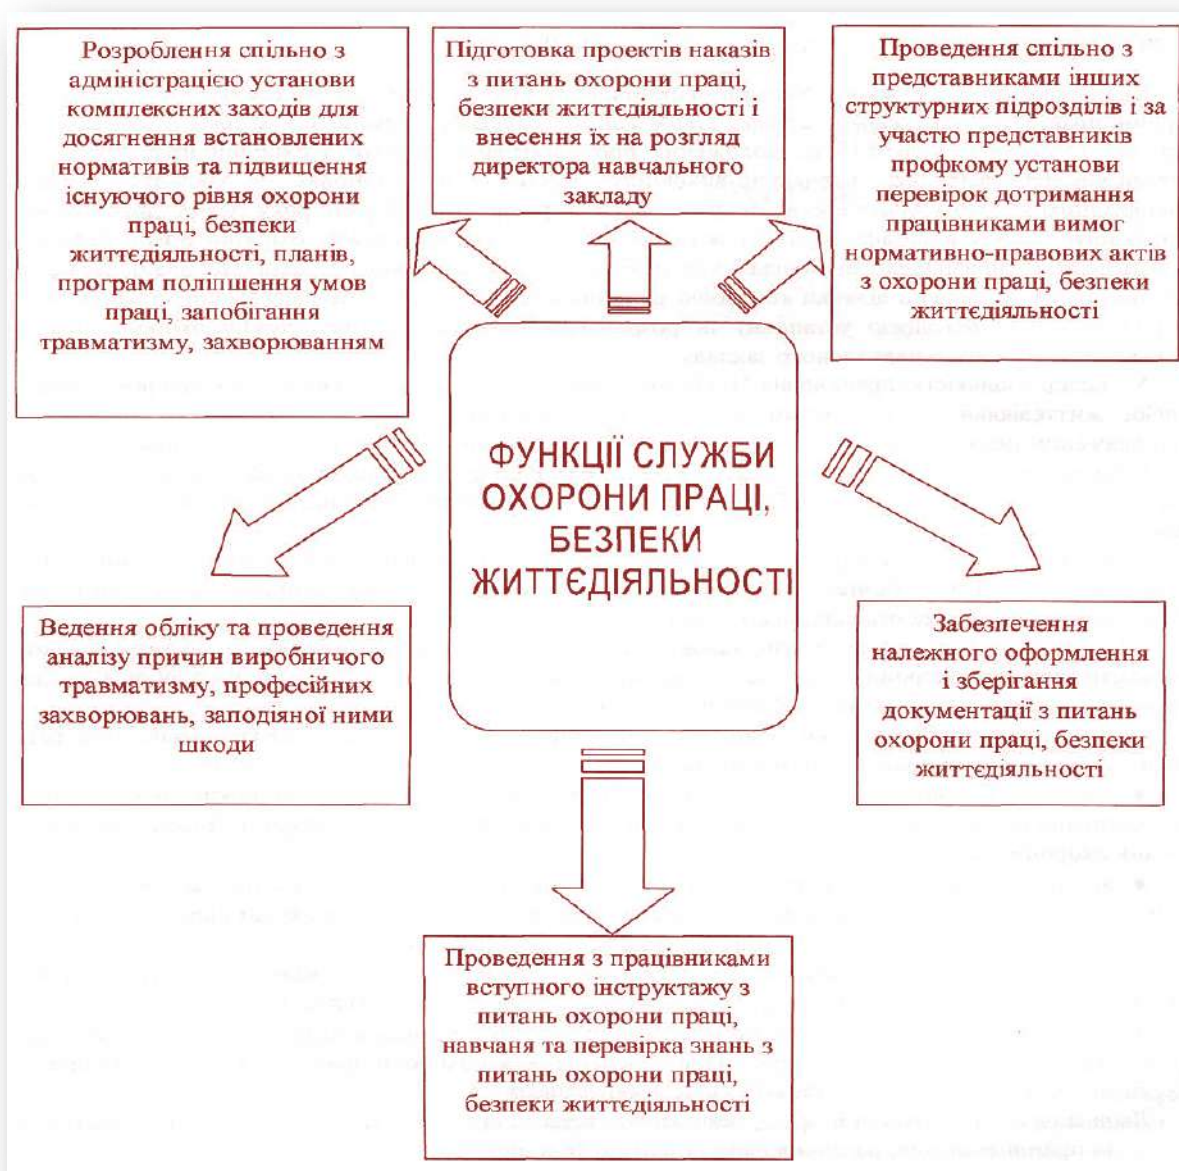 Розроблення спільно з
адміністрацією установи
комплексних заходів для
досягнення встановлених
нормативів та підвищення
існуючого рівня охорони
праці, безпеки
життєдіяльності, планів,
програм поліпшення умов
праці, запобігання
травматизму, захворюванням
Підготовка проектів наказів
з питань охорони праці,
безпеки життєдіяльності і
внесення їх на розгляд
директора навчального
закладу
Проведення спільно з
представниками інших
структурних підрозділів і за
участю представників
профкому установи
перевірок дотримання
працівниками вимог
нормативно-правових актів
з охорони праці, безпеки
життєдіяльності
ФУНКЦІЇ СЛУЖБИ
ОХОРОНИ ПРАЦІ,
БЕЗПЕКИ
ЖИТТЄДІЯЛЬНОСТІ
Ведення обліку та проведення
аналізу причин виробничого
травматизму, професійних
захворювань, заподіяної ними
шкоди
Забезпечення
належного оформлення
і зберігання
документації з питань
охорони праці, безпеки
життєдіяльності
Проведення з працівниками
вступного інструктажу з
питань охорони праці,
навчаня та перевірка знань з
питань охорони праці,
безпеки життєдіяльності